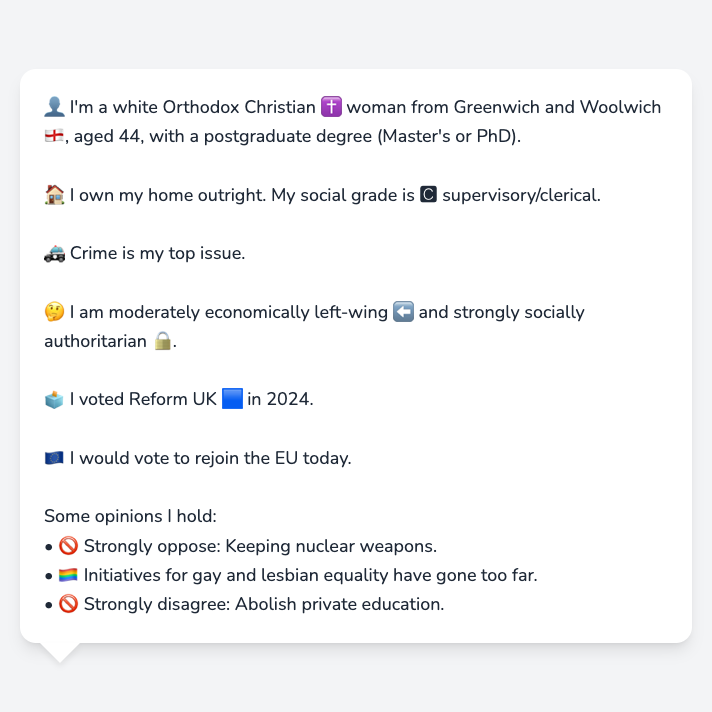 👤 I'm a white Orthodox Christian ✝️ woman from Greenwich and Woolwich
🏴󠁧󠁢󠁥󠁮󠁧󠁿, aged 44, with a postgraduate degree (Master's or PhD).
🏠 I own my home outright. My social grade is 🅲 supervisory/clerical.
🚓 Crime is my top issue.
🤔 I am moderately economically left-wing ⬅️ and strongly socially
authoritarian 🔒.
🗳️ I voted Reform UK 🟦 in 2024.
🇪🇺 I would vote to rejoin the EU today.
Some opinions I hold:
• 🚫 Strongly oppose: Keeping nuclear weapons.
• 🏳️‍🌈 Initiatives for gay and lesbian equality have gone too far.
• 🚫 Strongly disagree: Abolish private education.